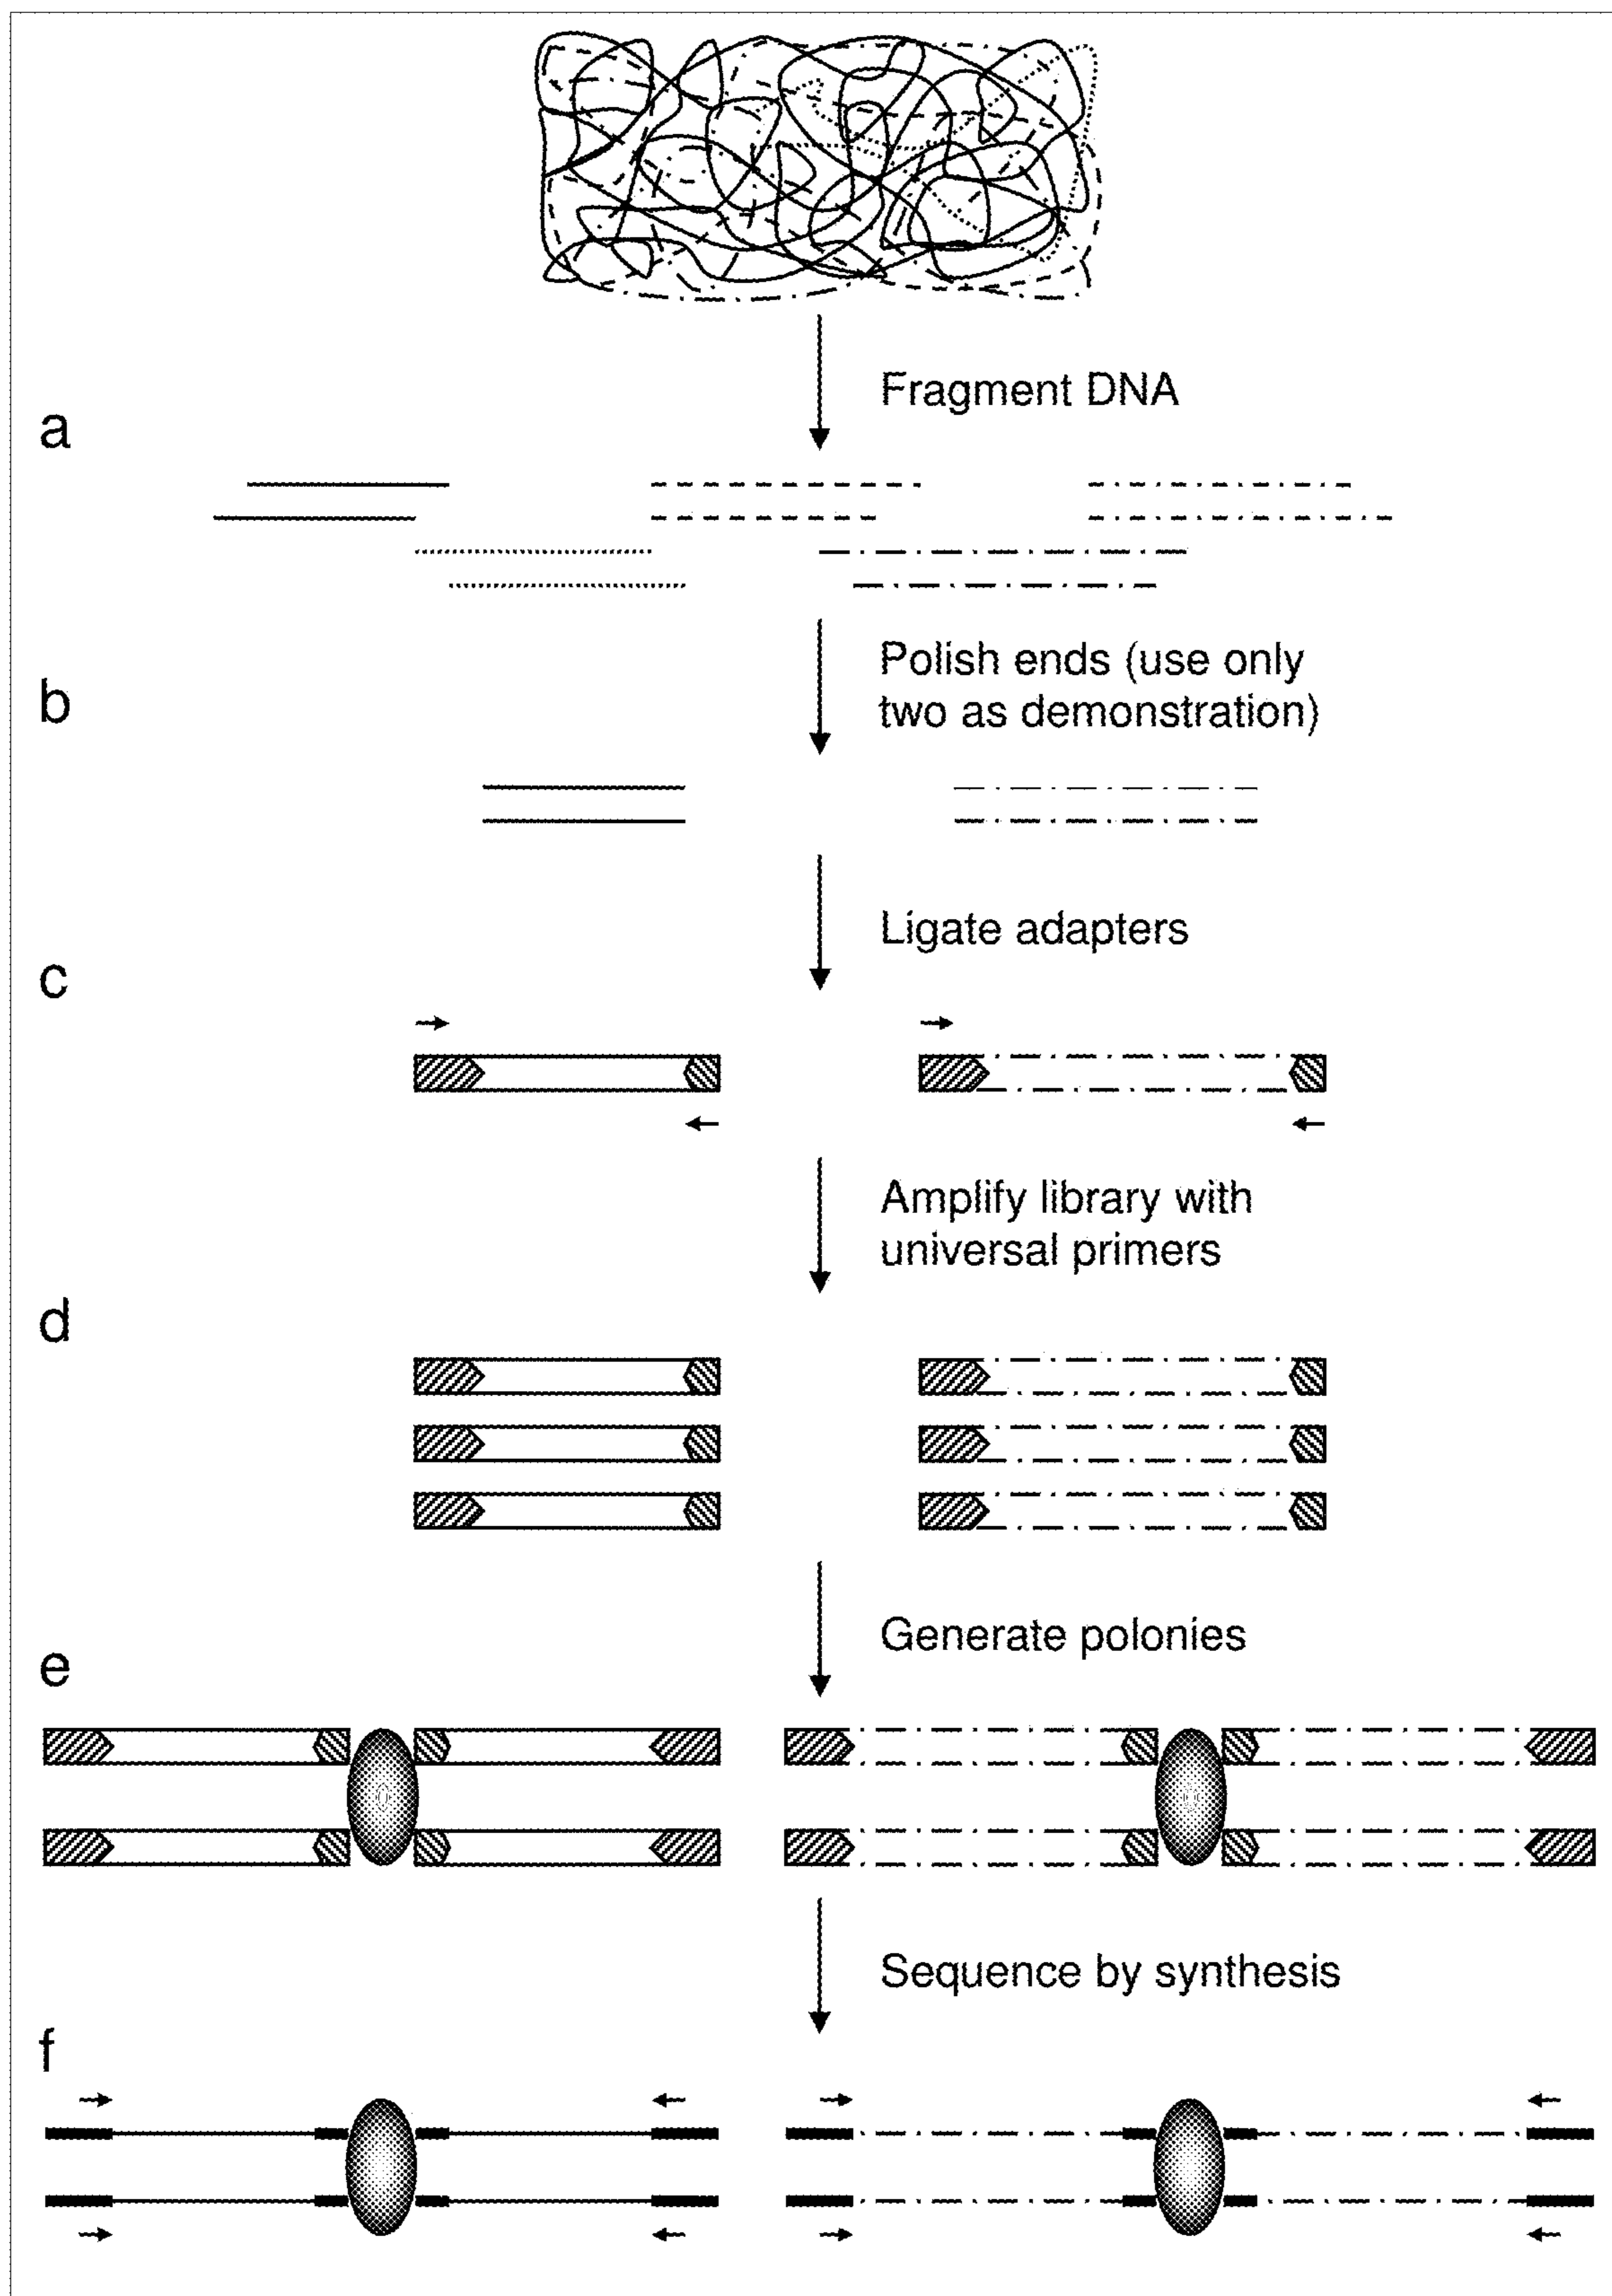 Fragment DNA
a
Polish ends (use only
two as demonstration)
b
Ligate adapters
c
Amplify library with
universal primers
d
Generate polonies
e
Sequence by synthesis
f